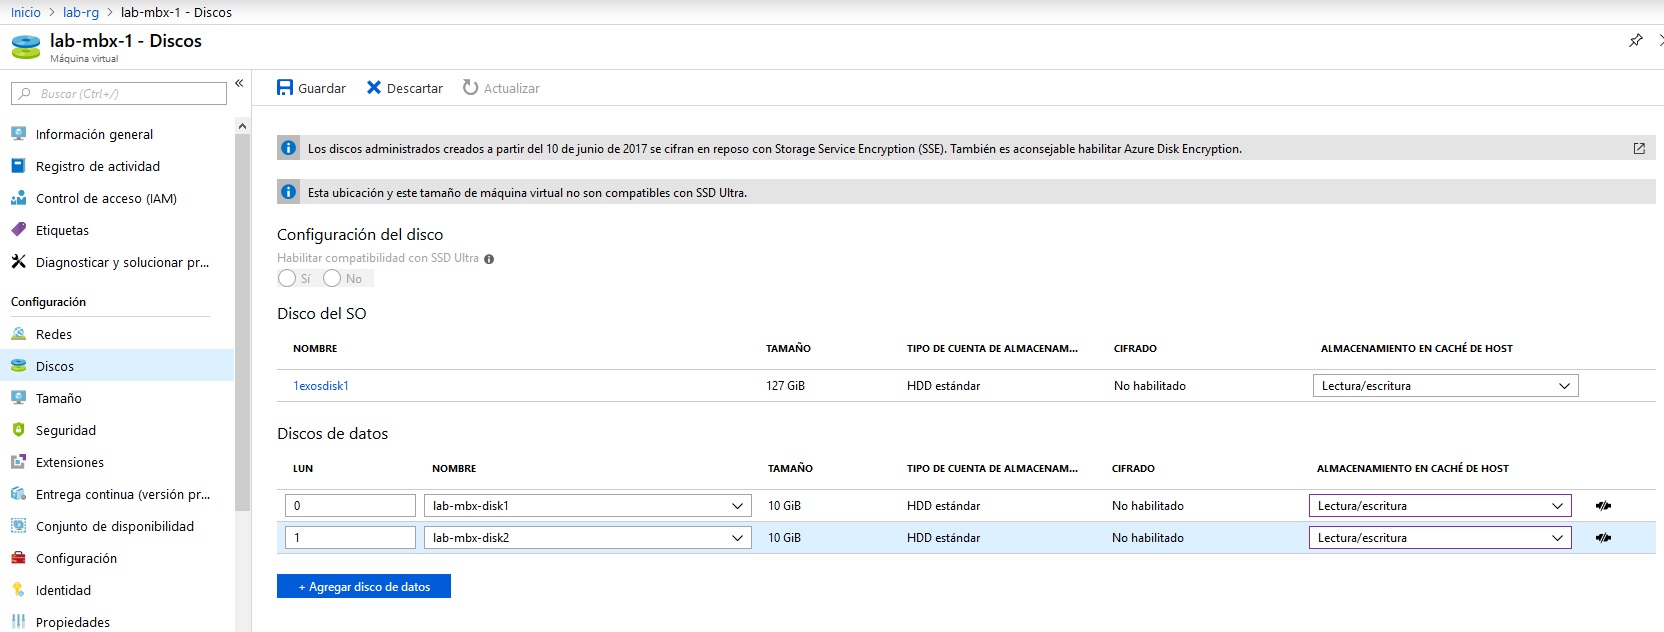 Inicio > lab-rg > lab-mbx-1 - Discos
lab-mbx-1 - Discos
Máquina virtual
Buscar (Ctrl+/)
«
Información general
Registro de actividad
Control de acceso (IAM)
Etiquetas
Diagnosticar y solucionar pr...
Configuración
Redes
Discos
Tamaño
Seguridad
Extensiones
Entrega continua (versión pr...
Conjunto de disponibilidad
Configuración
Identidad
Propiedades
Guardar Descartar Actualizar
Los discos administrados creados a partir del 10 de junio de 2017 se cifran en reposo con Storage Service Encryption (SSE). También es aconsejable habilitar Azure Disk Encryption.
Esta ubicación y este tamaño de máquina virtual no son compatibles con SSD Ultra.
Configuración del disco
Habilitar compatibilidad con SSD Ultra
Sí No
Disco del SO
NOMBRE TAMAÑO TIPO DE CUENTA DE ALMACENAM... CIFRADO ALMACENAMIENTO EN CACHÉ DE HOST
1exosdisk1 127 GiB HDD estándar No habilitado Lectura/escritura
Discos de datos
LUN NOMBRE TAMAÑO TIPO DE CUENTA DE ALMACENAM... CIFRADO ALMACENAMIENTO EN CACHÉ DE HOST
0 lab-mbx-disk1 10 GiB HDD estándar No habilitado Lectura/escritura
1 lab-mbx-disk2 10 GiB HDD estándar No habilitado Lectura/escritura
+ Agregar disco de datos